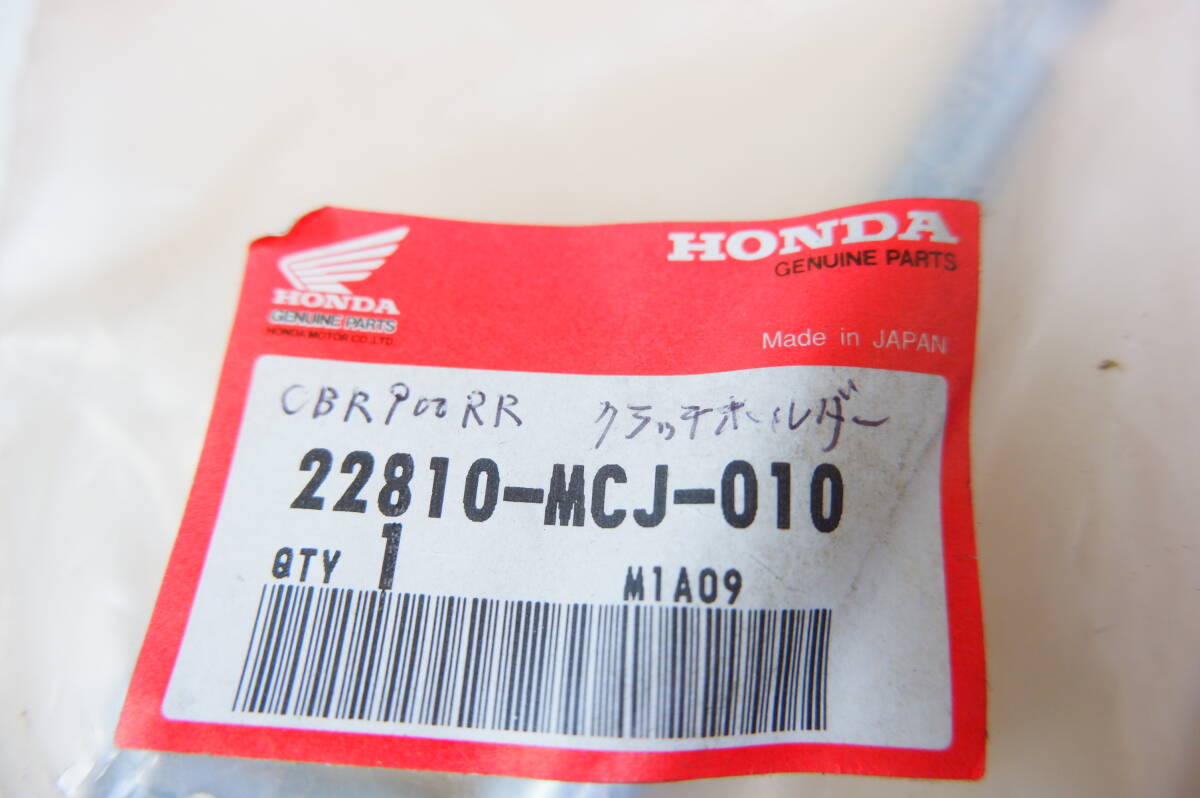 HONDA
GENUINE PARTS
HONDA MOTOR CO., LTD.
HONDA
GENUINE PARTS
Made in JAPAN
CBR900RR クラッチホールダー
22810-MCJ-010
QTY 1 M1A09